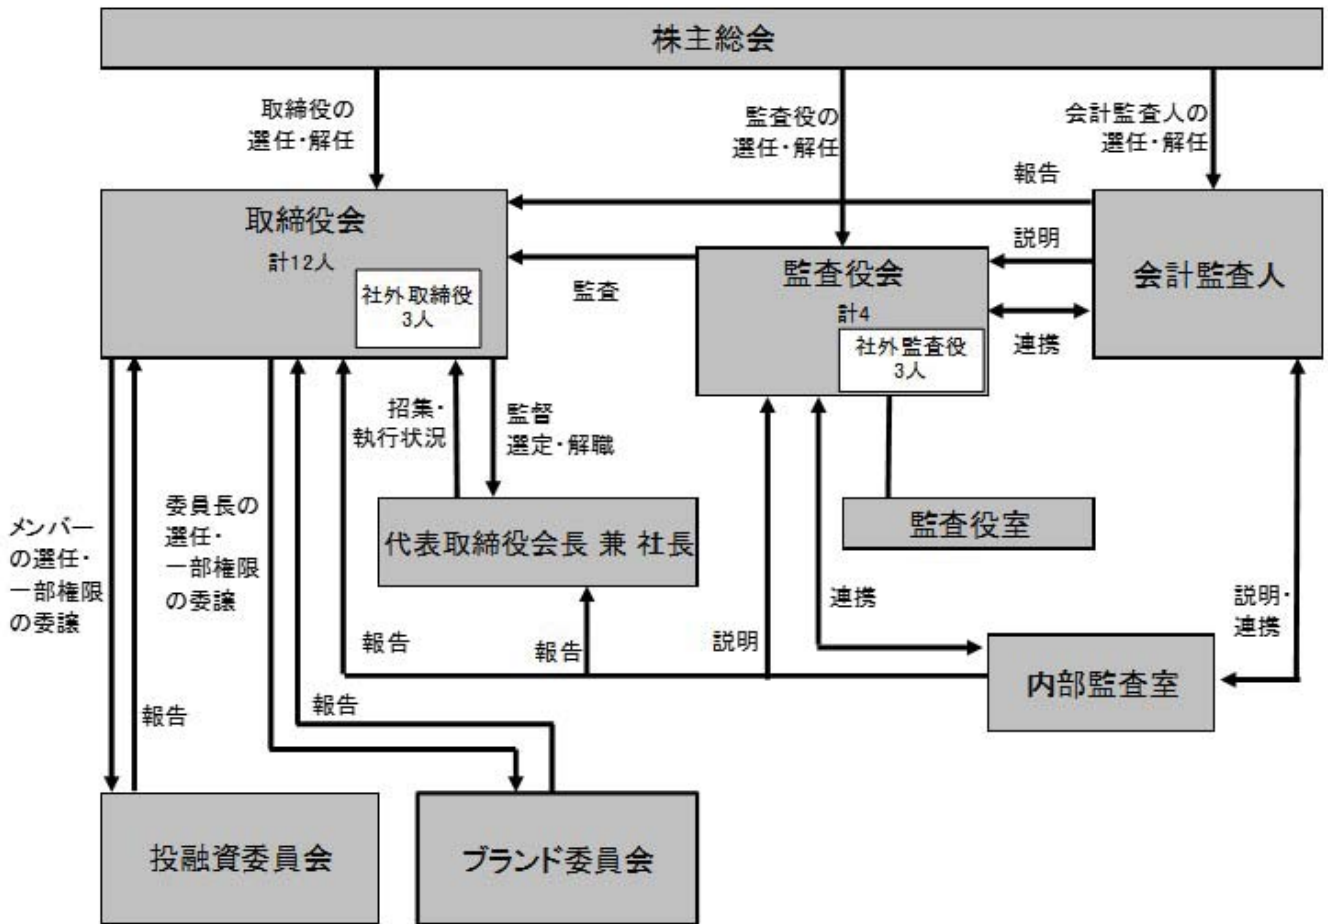 株主総会
取締役の
選任・解任
監査役の
選任・解任
会計監査人の
選任・解任
報告
取締役会
計12人
社外取締役
3人
監査
監査役会
計4
社外監査役
3人
説明
連携
会計監査人
招集・
執行状況
監督
選定・解職
メンバー
の選任・
一部権限
の委譲
委員長の
選任・
一部権限
の委譲
代表取締役会長 兼 社長
監査役室
連携
説明・
連携
報告
報告
説明
内部監査室
報告
報告
投融資委員会
ブランド委員会